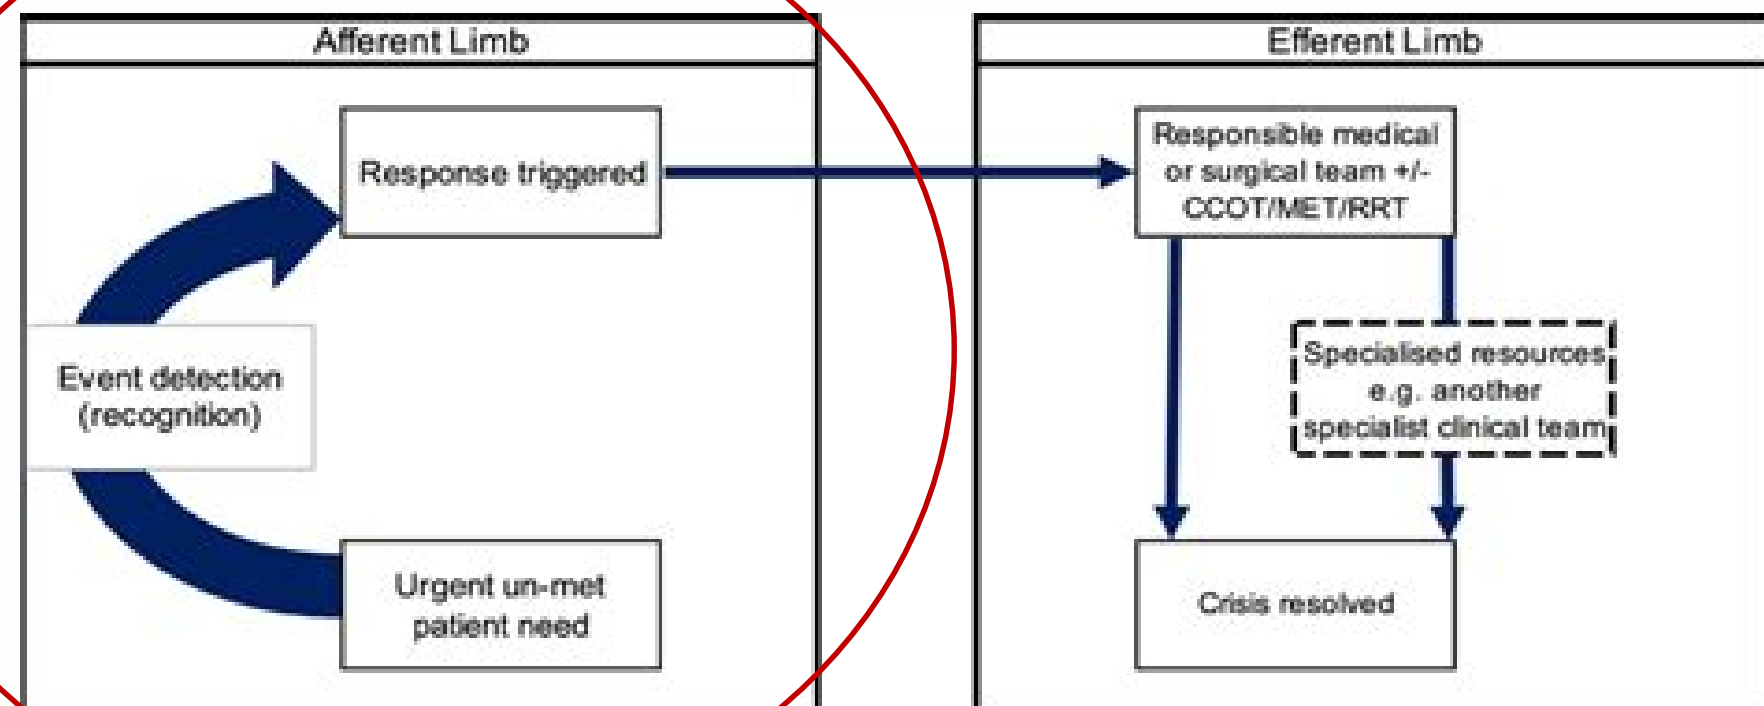 Afferent Limb
Response triggered
Event detection
(recognition)
Urgent un-met
patient need
Efferent Limb
Responsible medical
or surgical team +/-
CCOT/MET/RRT
Specialised resources
e.g. another
specialist clinical team
Crisis resolved